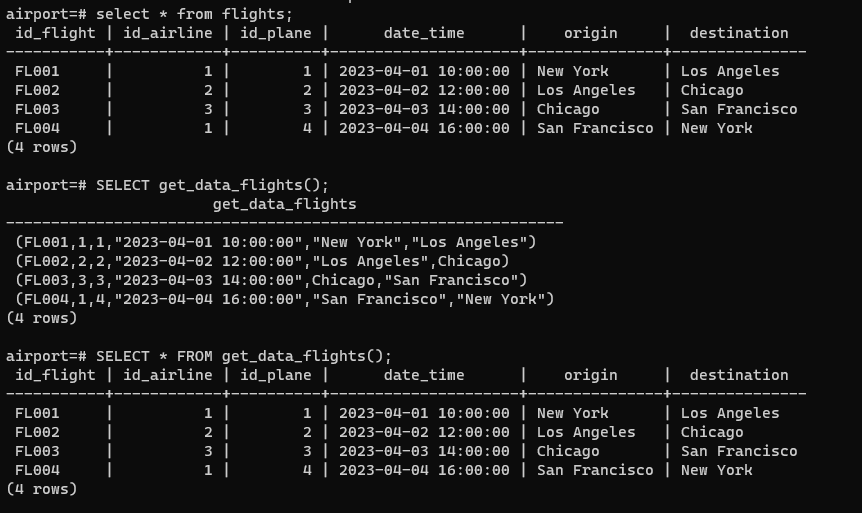 airport=# select * from flights;
 id_flight | id_airline | id_plane |      date_time      |    origin     |  destination
-----------+------------+----------+---------------------+---------------+---------------
 FL001     |          1 |        1 | 2023-04-01 10:00:00 | New York      | Los Angeles
 FL002     |          2 |        2 | 2023-04-02 12:00:00 | Los Angeles   | Chicago
 FL003     |          3 |        3 | 2023-04-03 14:00:00 | Chicago       | San Francisco
 FL004     |          1 |        4 | 2023-04-04 16:00:00 | San Francisco | New York
(4 rows)

airport=# SELECT get_data_flights();
                       get_data_flights
--------------------------------------------------------------
 (FL001,1,1,"2023-04-01 10:00:00","New York","Los Angeles")
 (FL002,2,2,"2023-04-02 12:00:00","Los Angeles",Chicago)
 (FL003,3,3,"2023-04-03 14:00:00",Chicago,"San Francisco")
 (FL004,1,4,"2023-04-04 16:00:00","San Francisco","New York")
(4 rows)

airport=# SELECT * FROM get_data_flights();
 id_flight | id_airline | id_plane |      date_time      |    origin     |  destination
-----------+------------+----------+---------------------+---------------+---------------
 FL001     |          1 |        1 | 2023-04-01 10:00:00 | New York      | Los Angeles
 FL002     |          2 |        2 | 2023-04-02 12:00:00 | Los Angeles   | Chicago
 FL003     |          3 |        3 | 2023-04-03 14:00:00 | Chicago       | San Francisco
 FL004     |          1 |        4 | 2023-04-04 16:00:00 | San Francisco | New York
(4 rows)